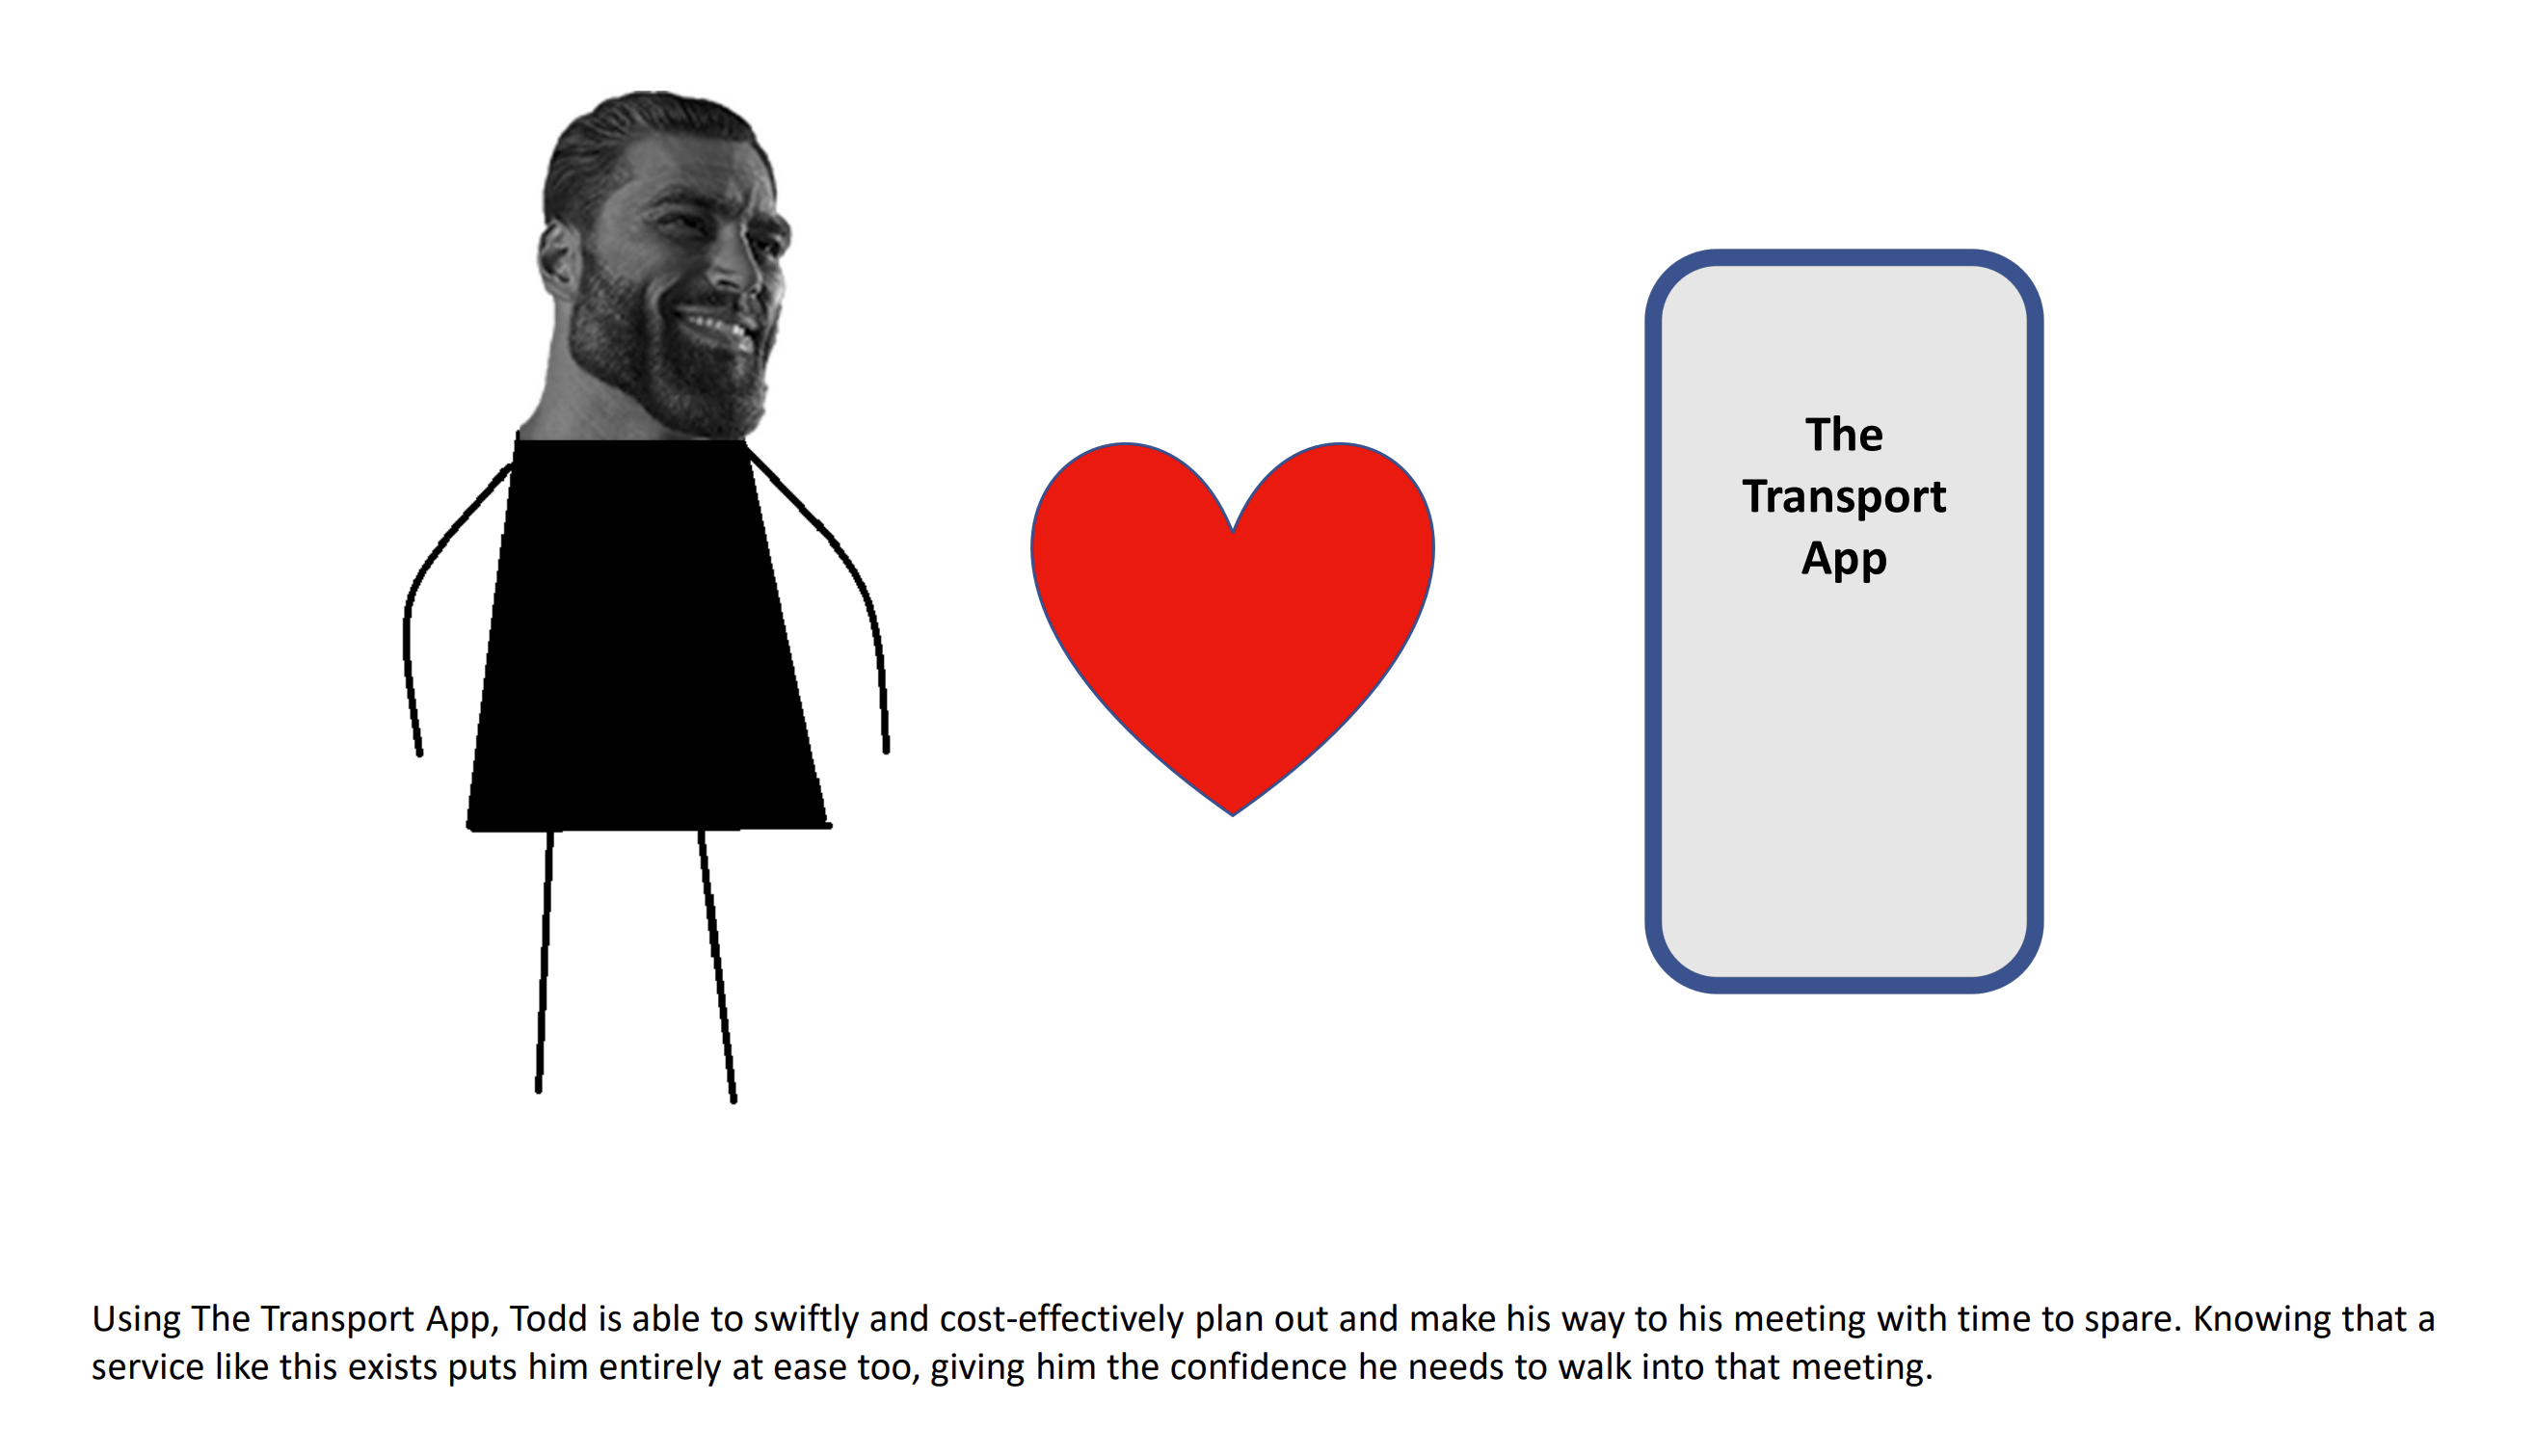 The
Transport
App
Using The Transport App, Todd is able to swiftly and cost-effectively plan out and make his way to his meeting with time to spare. Knowing that a
service like this exists puts him entirely at ease too, giving him the confidence he needs to walk into that meeting.